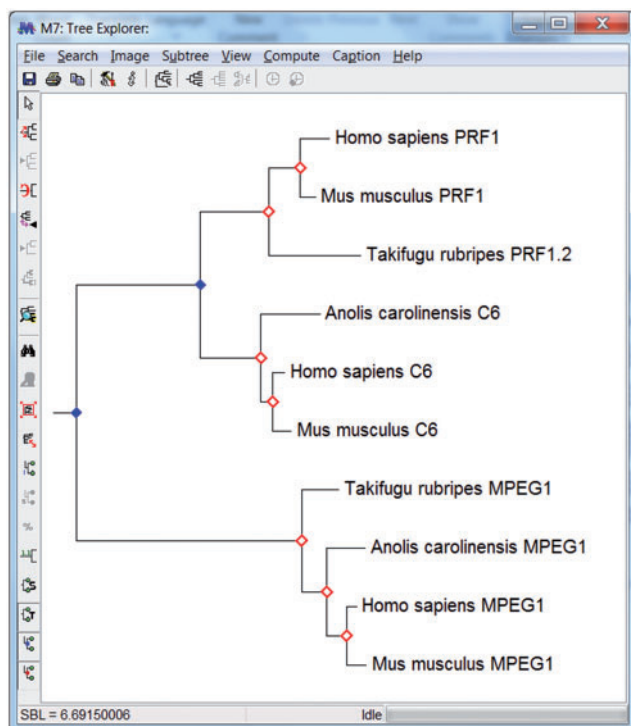 M7: Tree Explorer:
File Search Image Subtree View Compute Caption Help
Homo sapiens PRF1
Mus musculus PRF1
Takifugu rubripes PRF1.2
Anolis carolinensis C6
Homo sapiens C6
Mus musculus C6
Takifugu rubripes MPEG1
Anolis carolinensis MPEG1
Homo sapiens MPEG1
Mus musculus MPEG1
SBL = 6.69150006 Idle